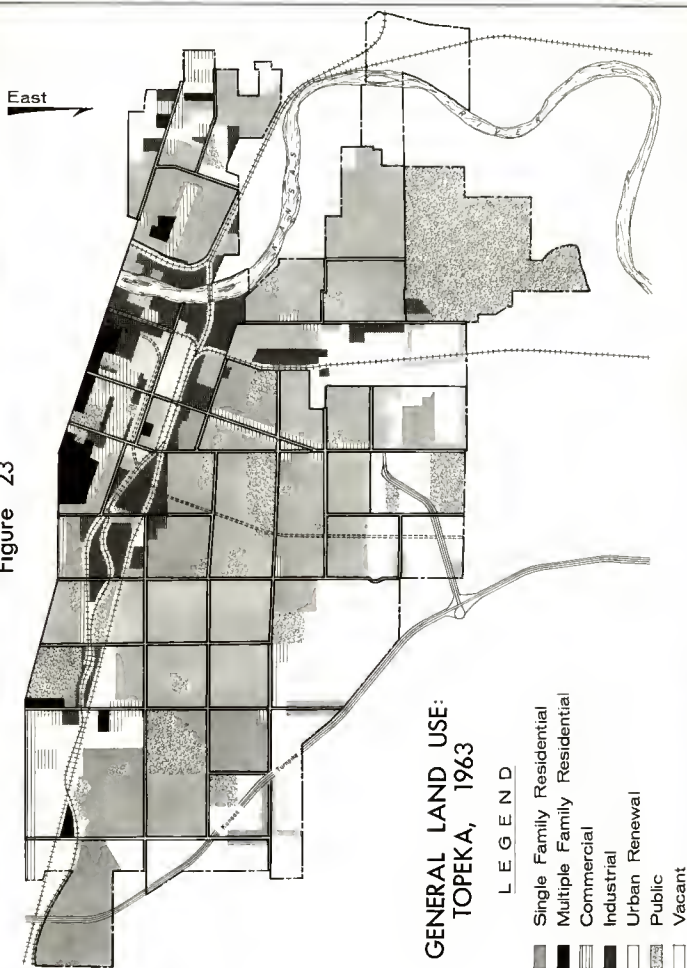 Figure 23
East
KANSAS
R
GENERAL LAND USE:
TOPEKA, 1963
LEGEND
Single Family Residential
Multiple Family Residential
Commercial
Industrial
Urban Renewal
Public
Vacant